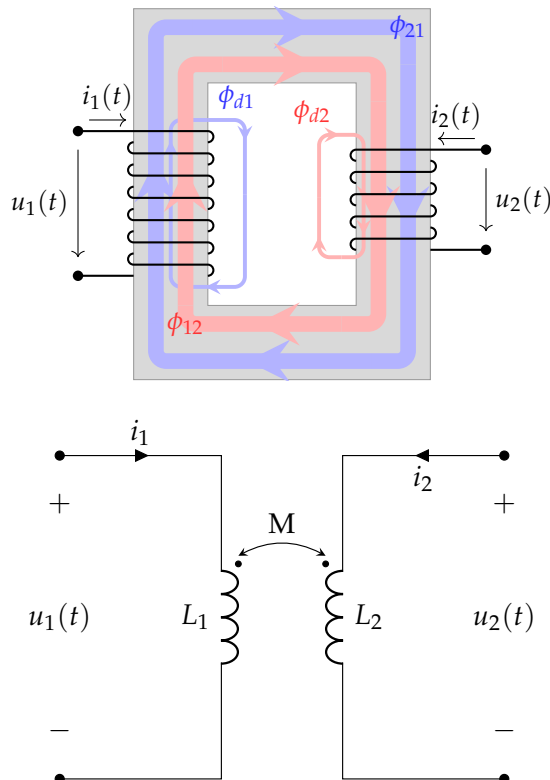 ϕ21
i1(t)
ϕd1
ϕd2
i2(t)
u1(t)
u2(t)
ϕ12
i1
i2
+
+
M
u1(t)
L1
L2
u2(t)
−
−